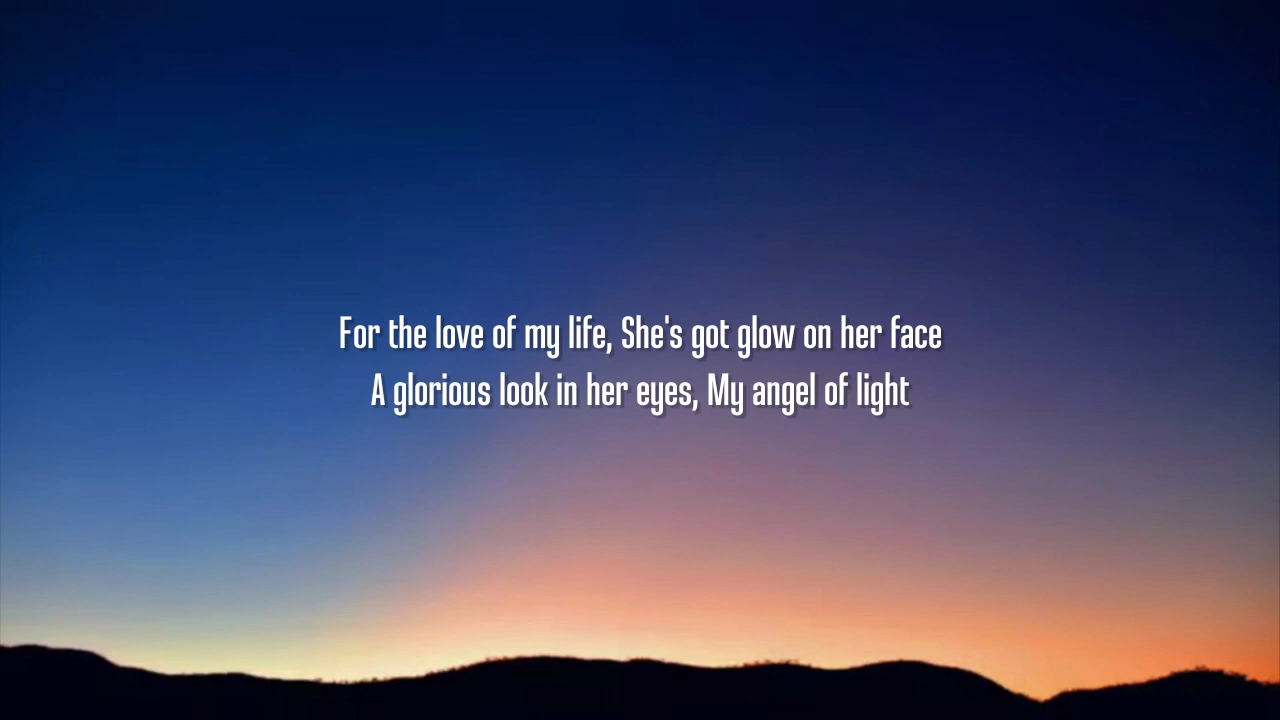 For the love of my life, She's got glow on her face
A glorious look in her eyes, My angel of light